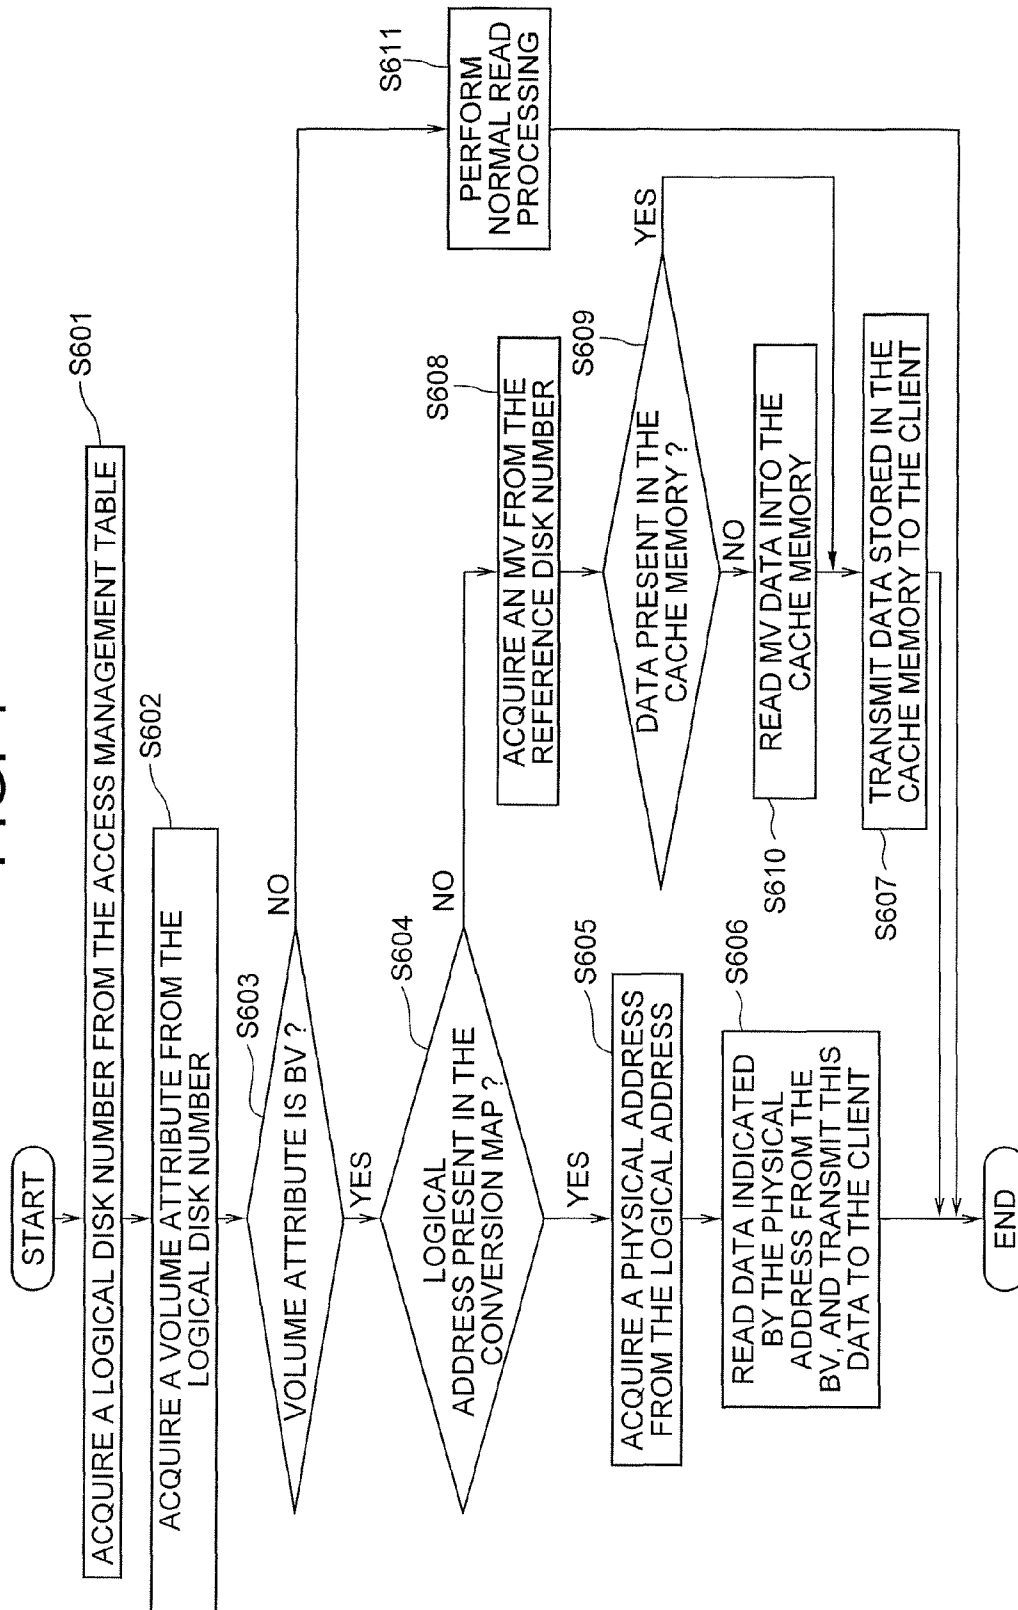 START
S601
ACQUIRE A LOGICAL DISK NUMBER FROM THE ACCESS MANAGEMENT TABLE
S602
ACQUIRE A VOLUME ATTRIBUTE FROM THE
LOGICAL DISK NUMBER
S603
VOLUME ATTRIBUTE IS BV ?
NO
YES
S604
LOGICAL
ADDRESS PRESENT IN THE
CONVERSION MAP ?
NO
YES
S605
ACQUIRE A PHYSICAL ADDRESS
FROM THE LOGICAL ADDRESS
S606
READ DATA INDICATED
BY THE PHYSICAL
ADDRESS FROM THE
BV, AND TRANSMIT THIS
DATA TO THE CLIENT
S608
ACQUIRE AN MV FROM THE
REFERENCE DISK NUMBER
S609
DATA PRESENT IN THE
CACHE MEMORY ?
YES
NO
S610
READ MV DATA INTO THE
CACHE MEMORY
S607
TRANSMIT DATA STORED IN THE
CACHE MEMORY TO THE CLIENT
S611
PERFORM
NORMAL READ
PROCESSING
END